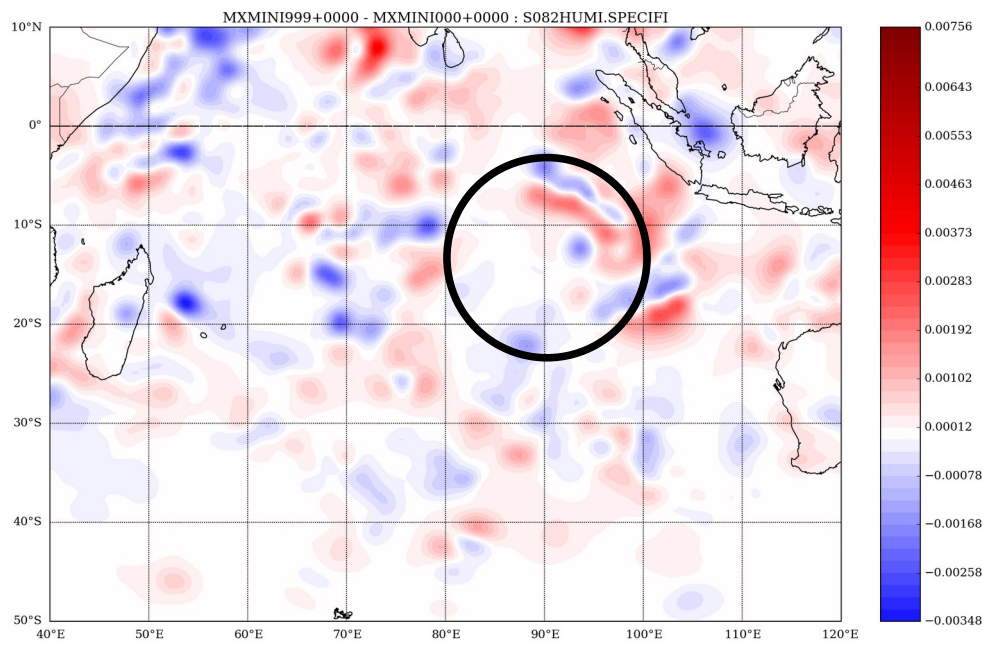 MXMINI999+0000 - MXMINI000+0000 : S082HUMI.SPECIFI
10°N
0°
10°S
20°S
30°S
40°S
50°S
40°E 50°E 60°E 70°E 80°E 90°E 100°E 110°E 120°E
0.00756
0.00643
0.00553
0.00463
0.00373
0.00283
0.00192
0.00102
0.00012
−0.00078
−0.00168
−0.00258
−0.00348